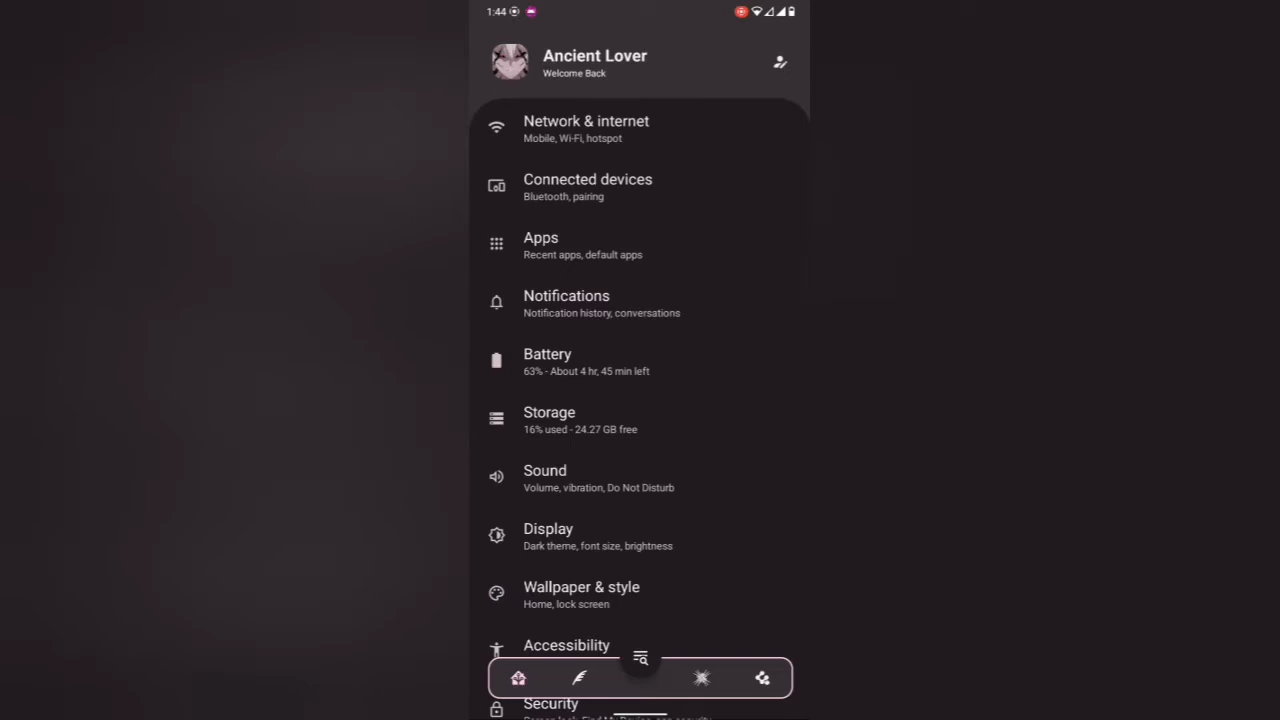 1:44
Ancient Lover
Welcome Back
Network & internet
Mobile, Wi-Fi, hotspot
Connected devices
Bluetooth, pairing
Apps
Recent apps, default apps
Notifications
Notification history, conversations
Battery
63% - About 4 hr, 45 min left
Storage
16% used - 24.27 GB free
Sound
Volume, vibration, Do Not Disturb
Display
Dark theme, font size, brightness
Wallpaper & style
Home, lock screen
Accessibility
Security